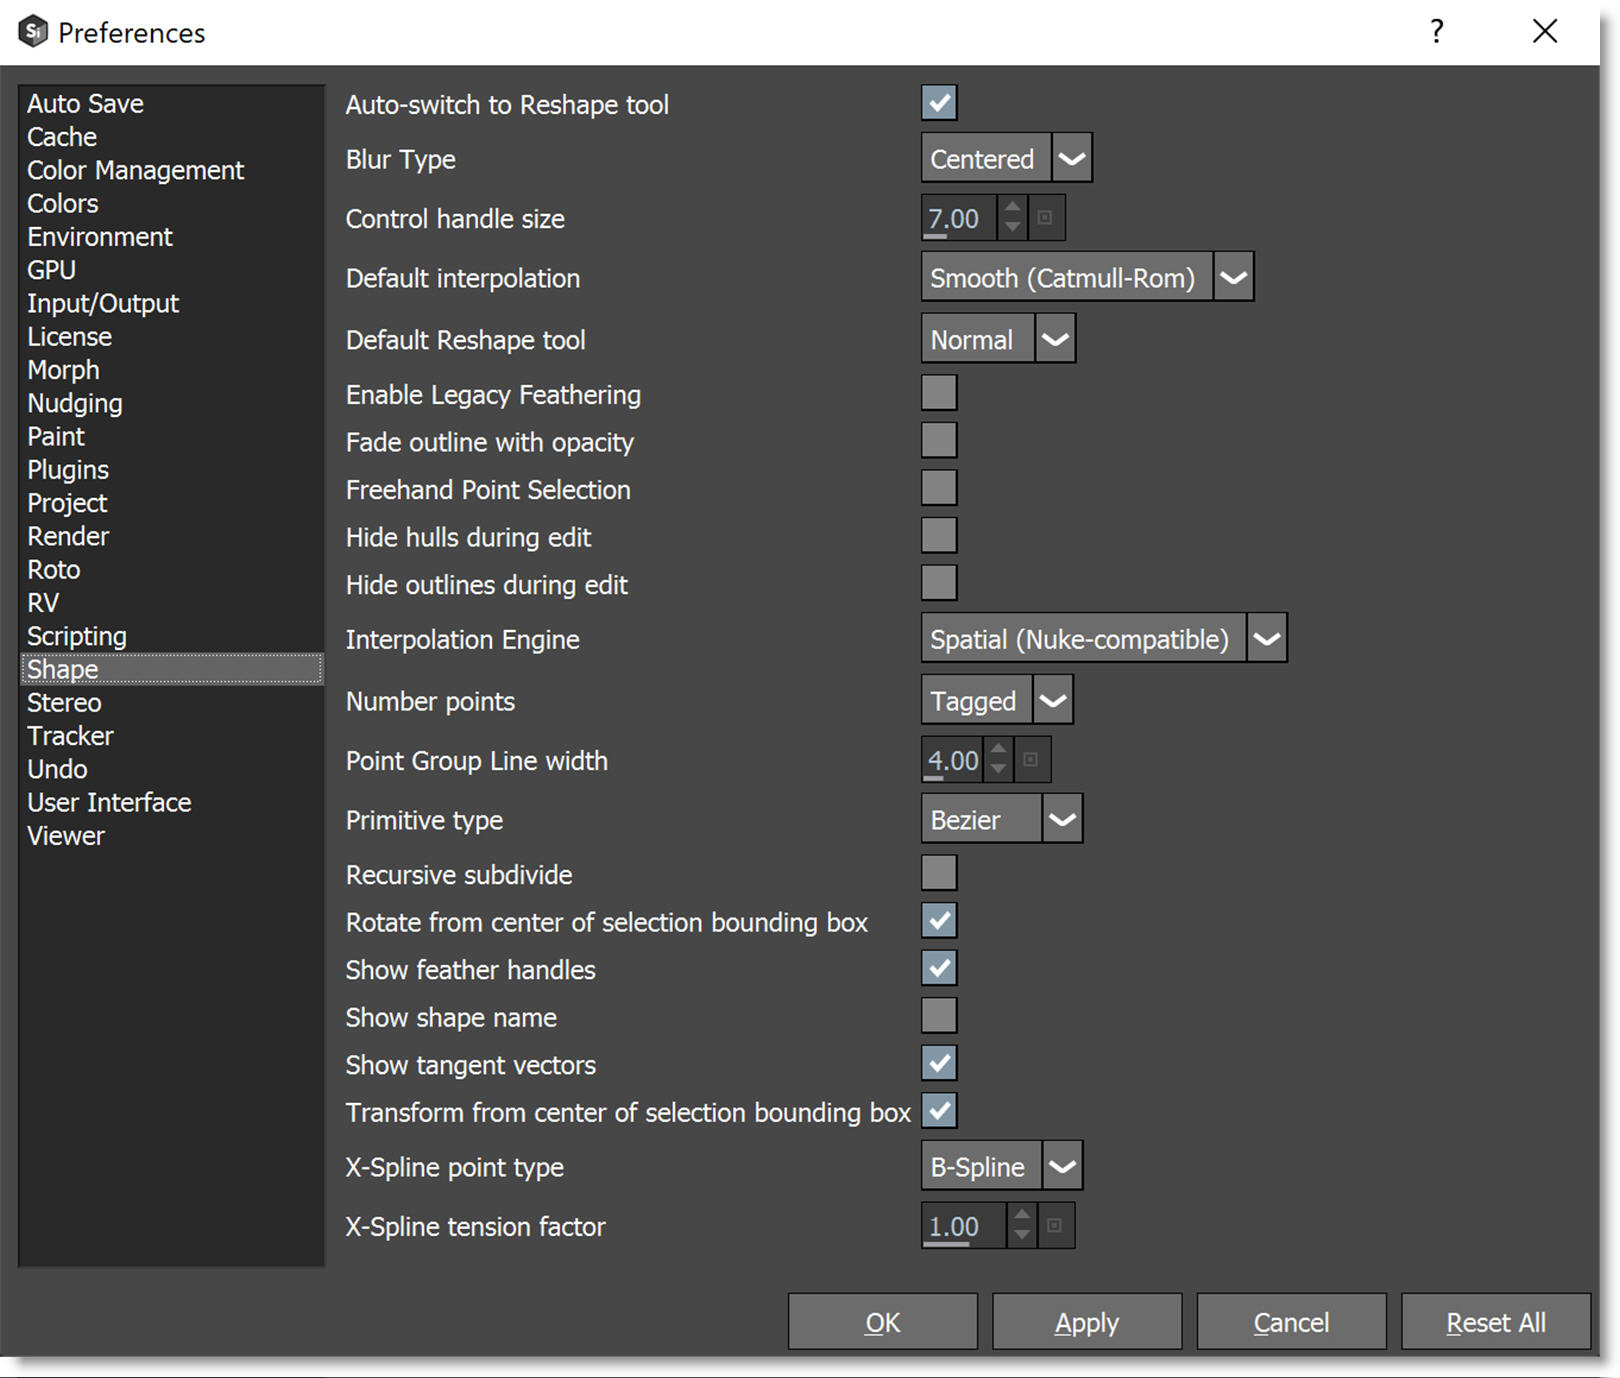 Si Preferences ?
Auto Save
Cache
Color Management
Colors
Environment
GPU
Input/Output
License
Morph
Nudging
Paint
Plugins
Project
Render
Roto
RV
Scripting
Shape
Stereo
Tracker
Undo
User Interface
Viewer
Auto-switch to Reshape tool
Blur Type Centered
Control handle size 7.00
Default interpolation Smooth (Catmull-Rom)
Default Reshape tool Normal
Enable Legacy Feathering
Fade outline with opacity
Freehand Point Selection
Hide hulls during edit
Hide outlines during edit
Interpolation Engine Spatial (Nuke-compatible)
Number points Tagged
Point Group Line width 4.00
Primitive type Bezier
Recursive subdivide
Rotate from center of selection bounding box
Show feather handles
Show shape name
Show tangent vectors
Transform from center of selection bounding box
X-Spline point type B-Spline
X-Spline tension factor 1.00
OK Apply Cancel Reset All